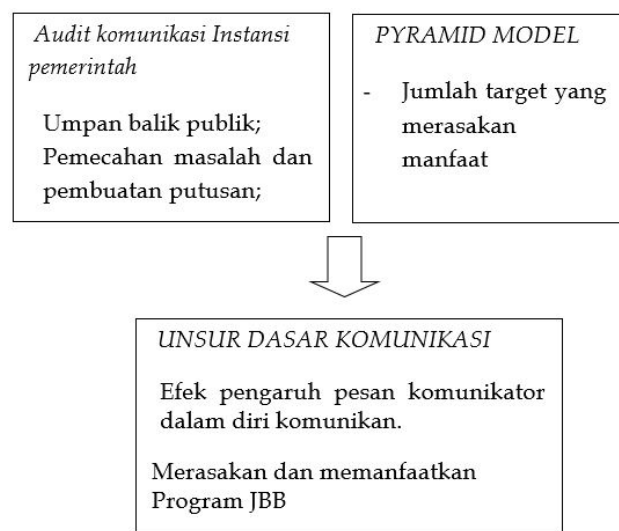 Audit komunikasi Instansi
pemerintah
Umpan balik publik;
Pemecahan masalah dan
pembuatan putusan;
PYRAMID MODEL
- Jumlah target yang
merasakan
manfaat
UNSUR DASAR KOMUNIKASI
Efek pengaruh pesan komunikator
dalam diri komunikan.
Merasakan dan memanfaatkan
Program JBB